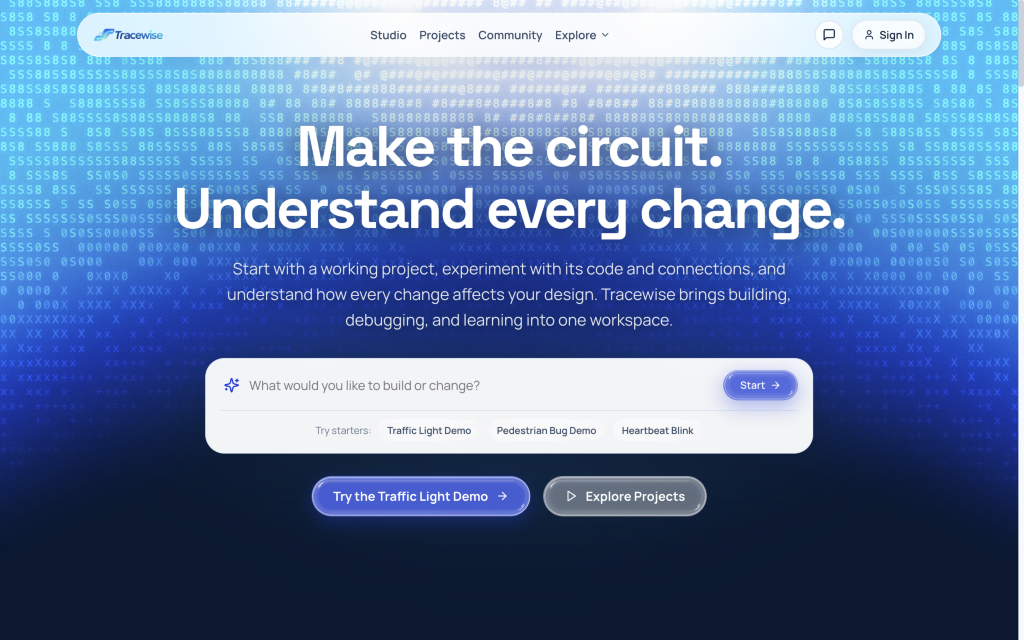 Tracewise
Studio Projects Community Explore
Sign In
Make the circuit.
Understand every change.
Start with a working project, experiment with its code and connections, and
understand how every change affects your design. Tracewise brings building,
debugging, and learning into one workspace.
What would you like to build or change?
Start
Try starters: Traffic Light Demo Pedestrian Bug Demo Heartbeat Blink
Try the Traffic Light Demo
Explore Projects